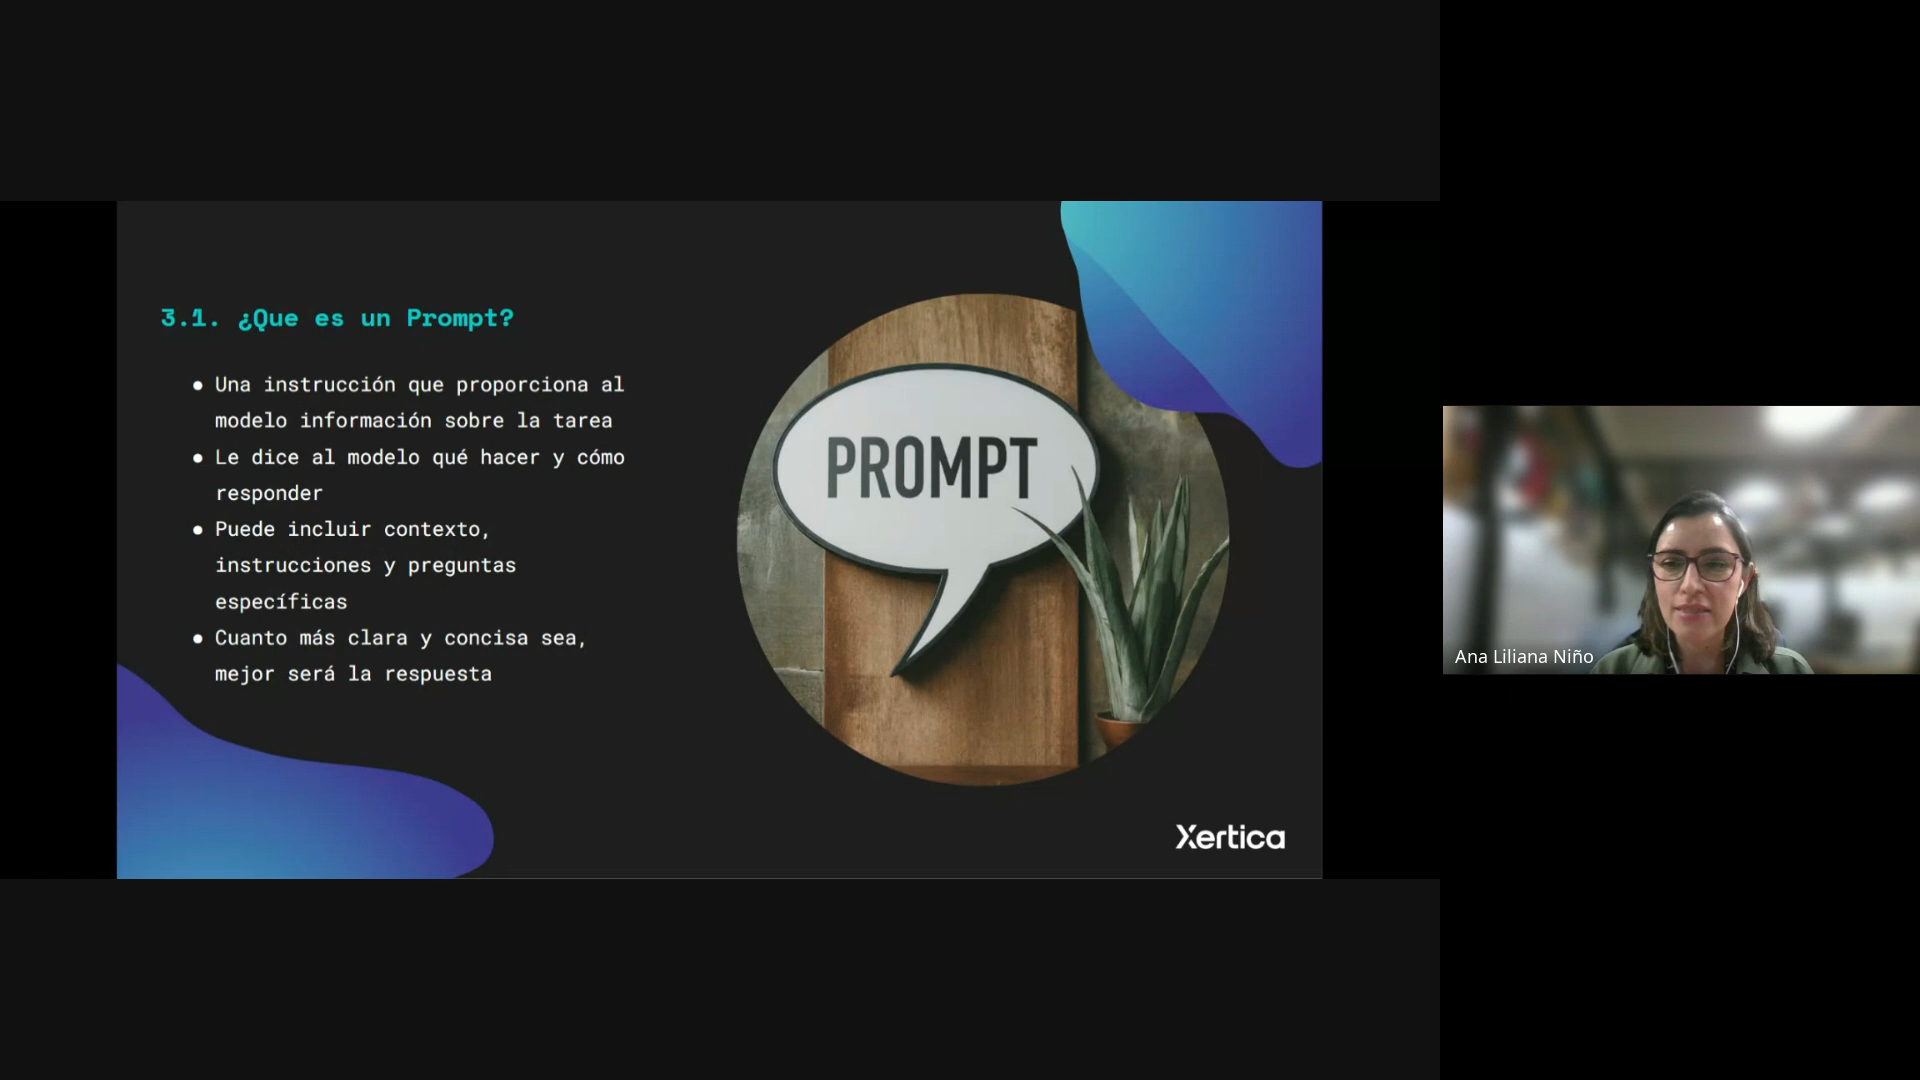 3.1. ¿Que es un Prompt?
● Una instrucción que proporciona al
modelo información sobre la tarea
● Le dice al modelo qué hacer y cómo
responder
● Puede incluir contexto,
instrucciones y preguntas
específicas
● Cuanto más clara y concisa sea,
mejor será la respuesta
PROMPT
Xertica
Ana Liliana Niño